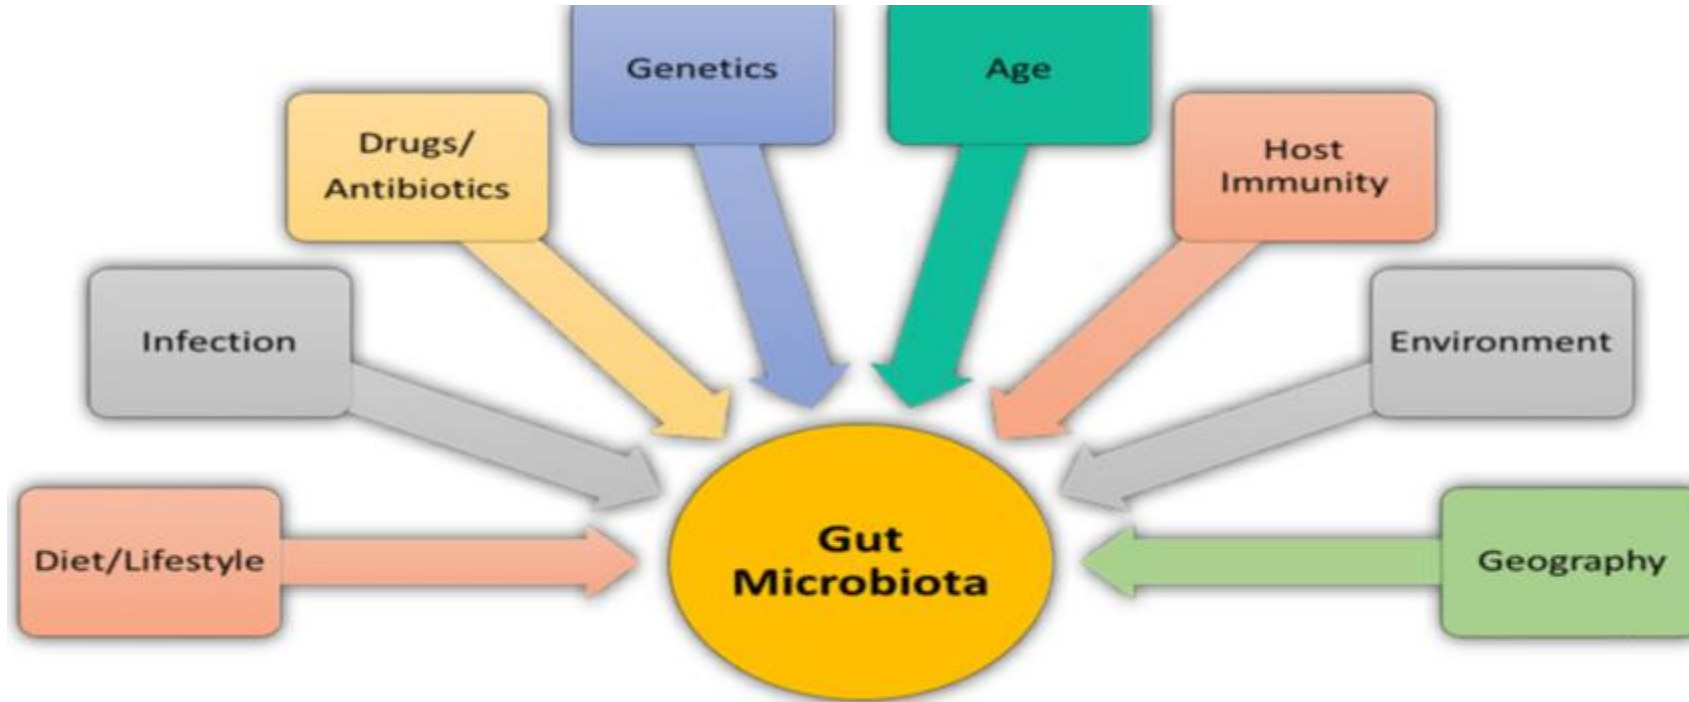 Genetics
Age
Drugs/
Antibiotics
Host
Immunity
Infection
Environment
Diet/Lifestyle
Gut
Microbiota
Geography